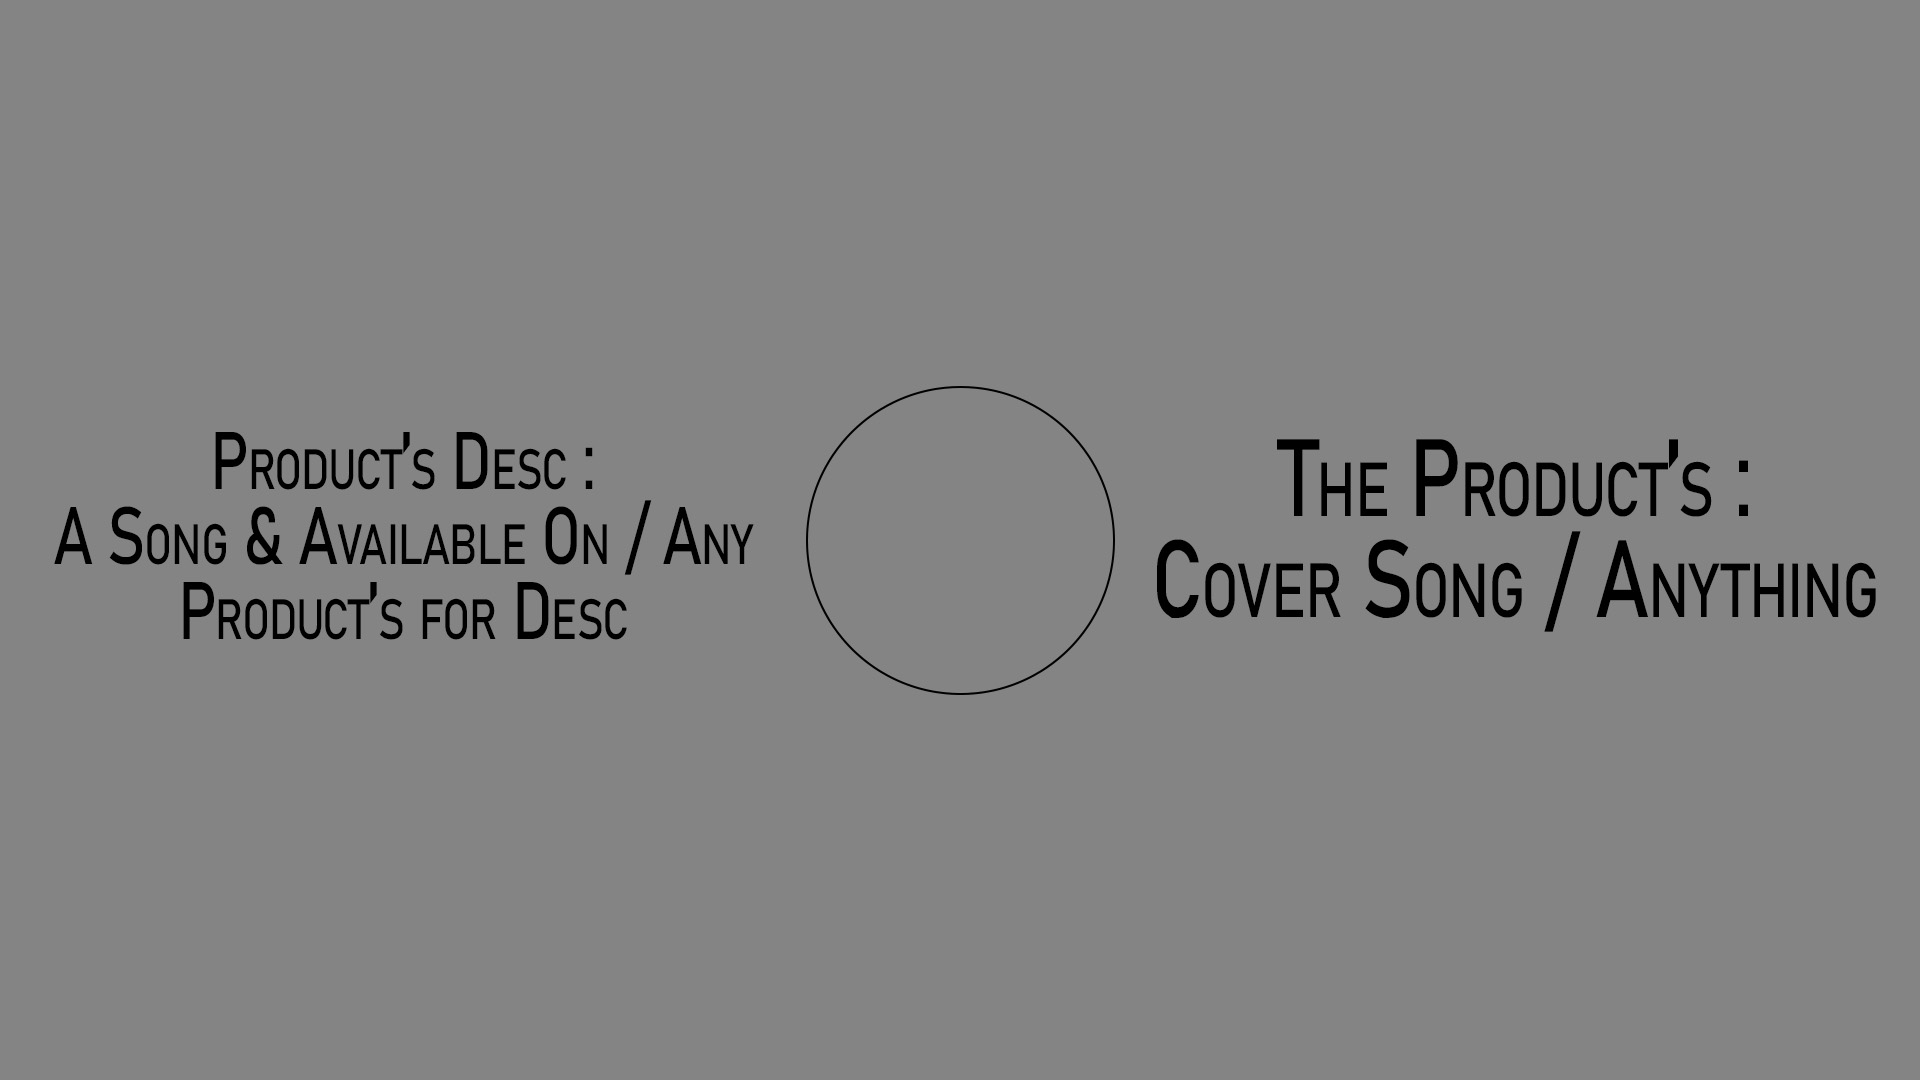 Product's Desc :
A Song & Available On / Any
Product's for Desc
The Product's :
Cover Song / Anything